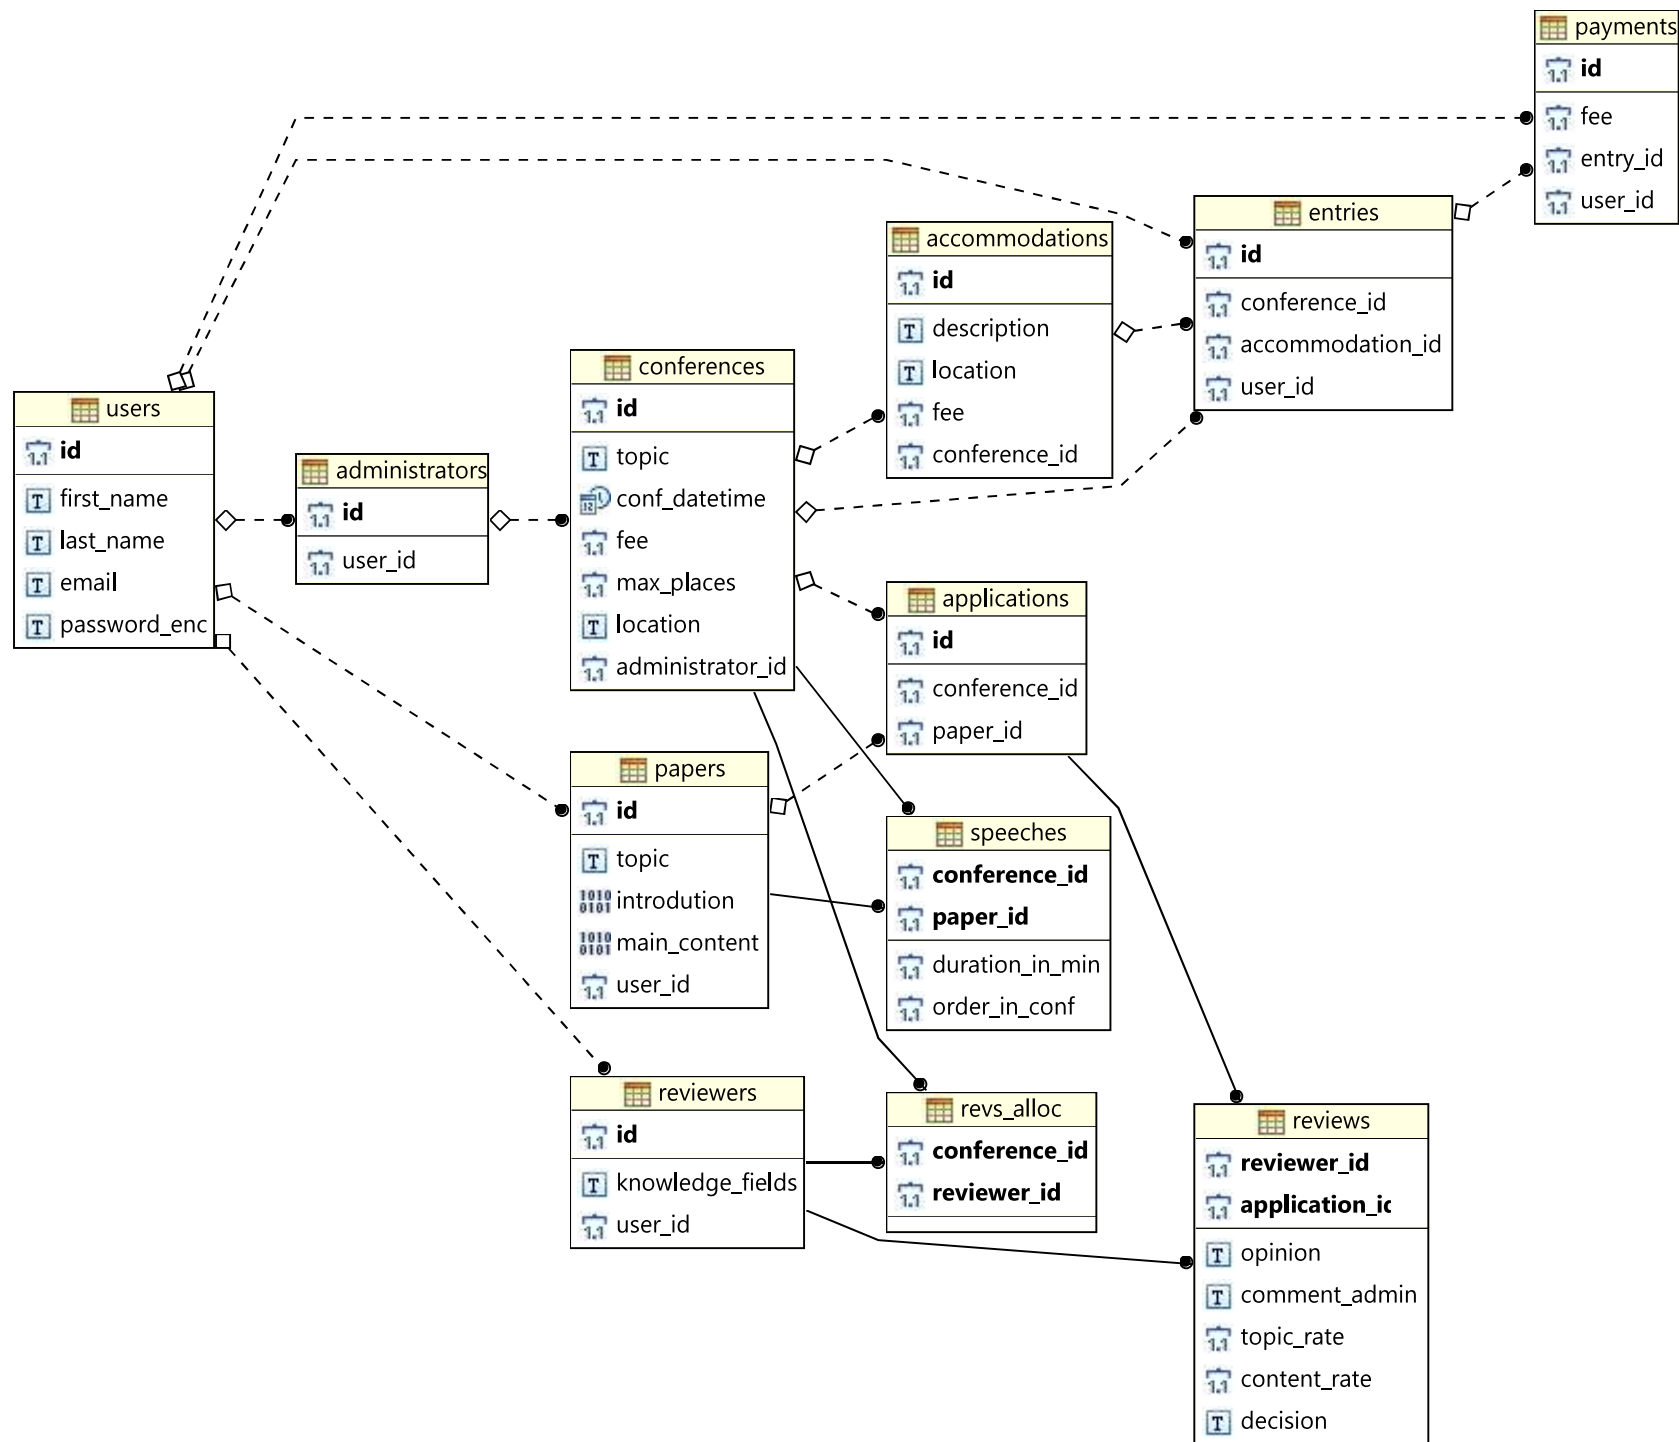 payments
id
fee
entry_id
user_id
entries
id
conference_id
accommodation_id
user_id
accommodations
id
description
location
fee
conference_id
conferences
id
topic
conf_datetime
fee
max_places
location
administrator_id
users
id
first_name
last_name
email
password_enc
administrators
id
user_id
applications
id
conference_id
paper_id
papers
id
topic
introdution
main_content
user_id
speeches
conference_id
paper_id
duration_in_min
order_in_conf
reviewers
id
knowledge_fields
user_id
revs_alloc
conference_id
reviewer_id
reviews
reviewer_id
application_id
opinion
comment_admin
topic_rate
content_rate
decision